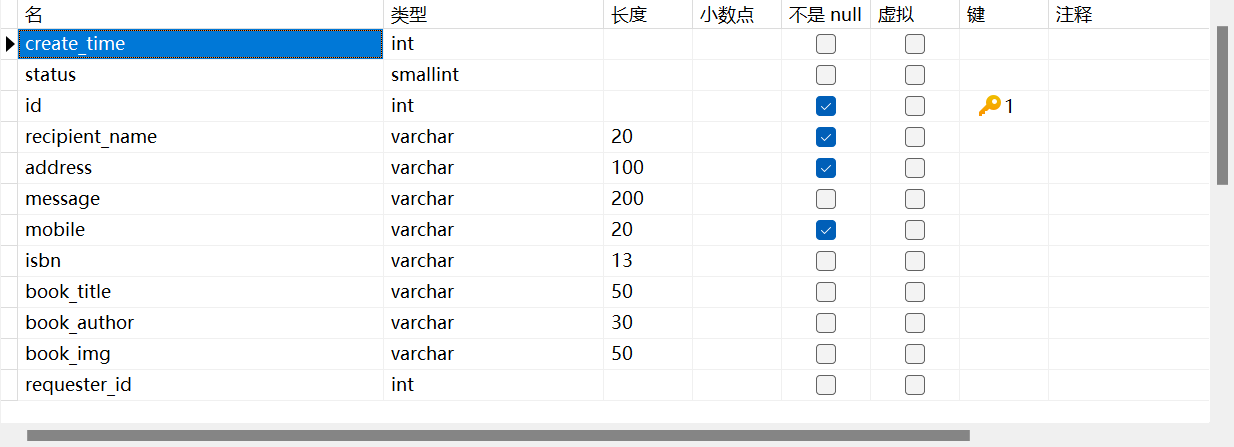 名 类型 长度 小数点 不是 null 虚拟 键 注释
create_time int
status smallint
id int 1
recipient_name varchar 20
address varchar 100
message varchar 200
mobile varchar 20
isbn varchar 13
book_title varchar 50
book_author varchar 30
book_img varchar 50
requester_id int